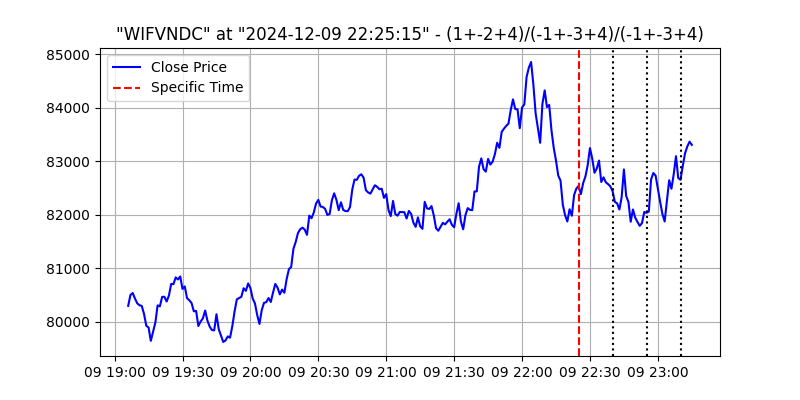 "WIFVNDC" at "2024-12-09 22:25:15" - (1+-2+4)/(-1+-3+4)/(-1+-3+4)
85000
84000
83000
82000
81000
80000
Close Price
Specific Time
09 19:00 09 19:30 09 20:00 09 20:30 09 21:00 09 21:30 09 22:00 09 22:30 09 23:00